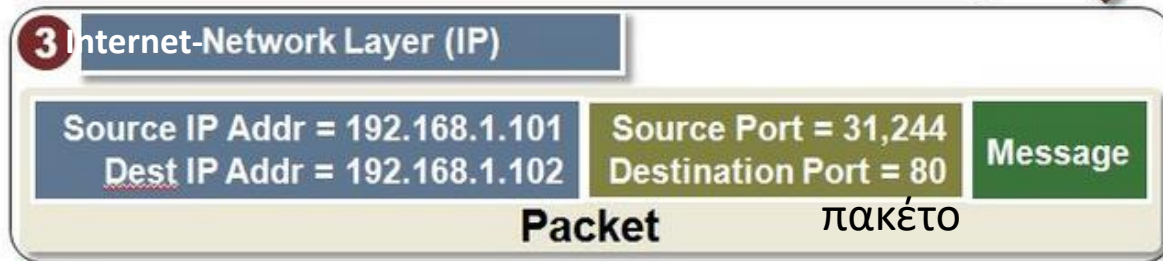 3 Internet-Network Layer (IP)
Source IP Addr = 192.168.1.101
Dest IP Addr = 192.168.1.102
Source Port = 31,244
Destination Port = 80
Message
Packet πακέτο